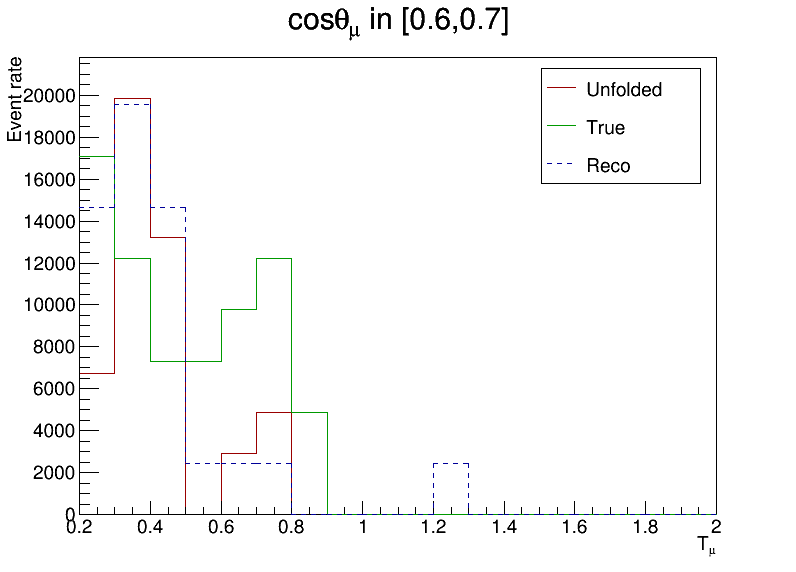 cosθμ in [0.6,0.7]
Event rate
20000
18000
16000
14000
12000
10000
8000
6000
4000
2000
0
0.2 0.4 0.6 0.8 1 1.2 1.4 1.6 1.8 2
Tμ
Unfolded
True
Reco